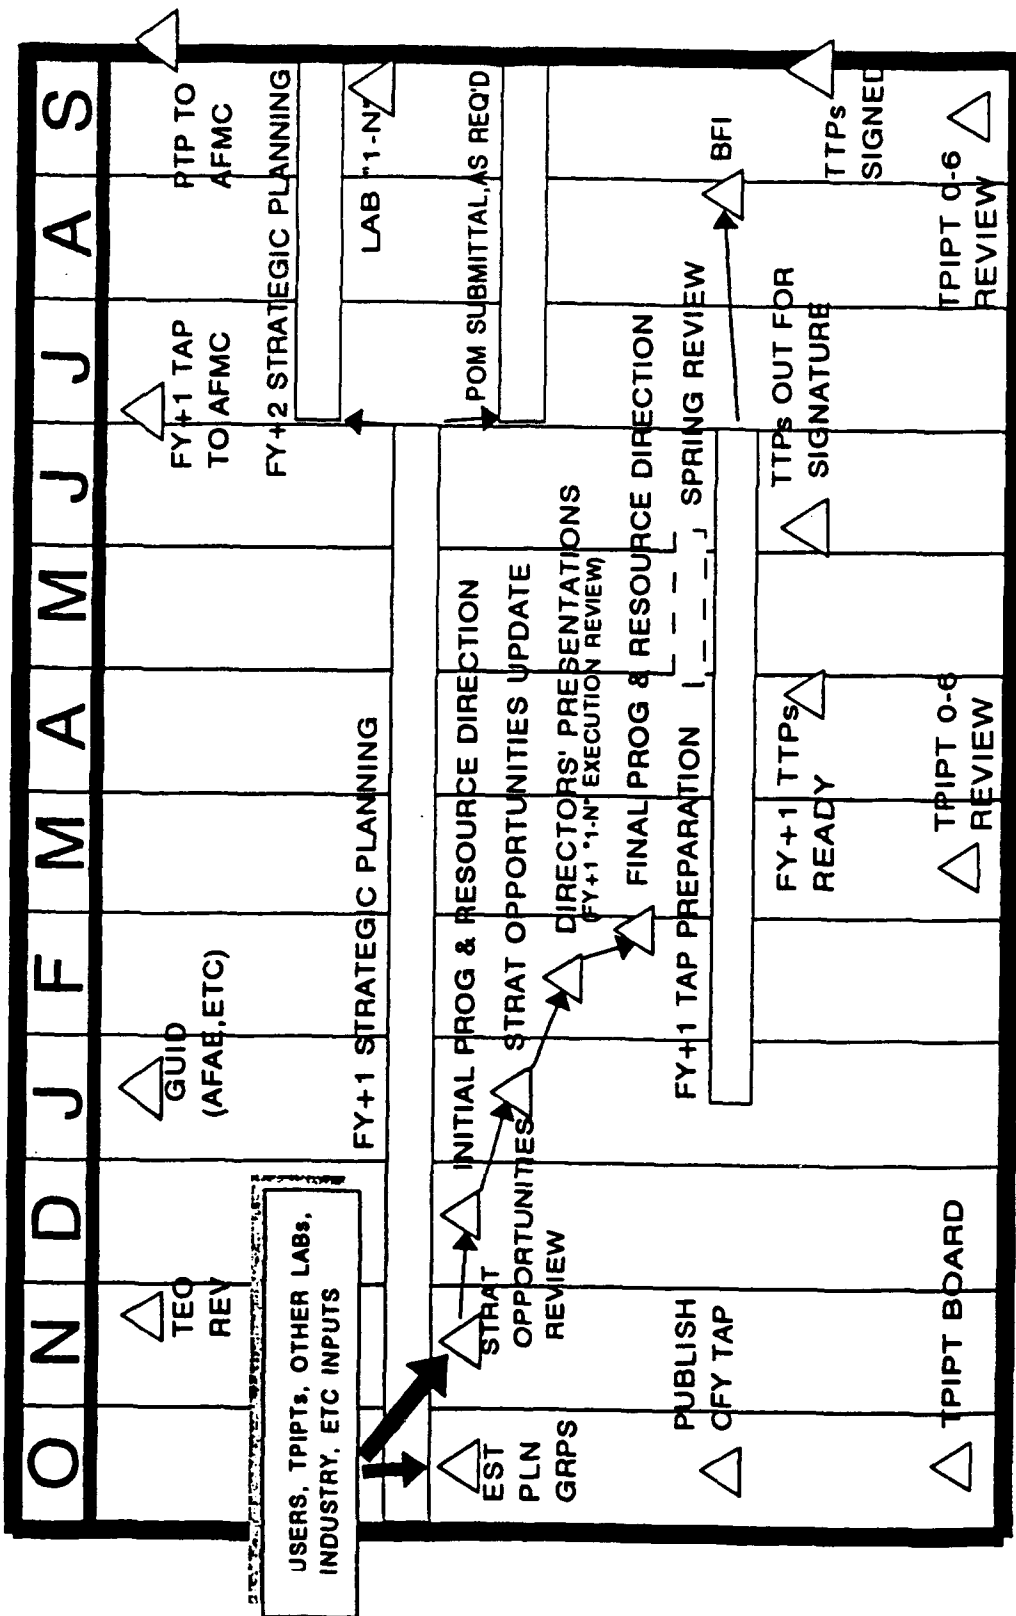 O N D J F M A M J J A S
TEO
REV
GUID
(AFAE,ETC)
FY+1 TAP
TO AFMC
PTP TO
AFMC
USERS, TPIPTs, OTHER LABs,
INDUSTRY, ETC INPUTS
FY+2 STRATEGIC PLANNING
FY+1 STRATEGIC PLANNING
LAB "1-N"
EST
PLN
GRPS
STRAT
OPPORTUNITIES
REVIEW
INITIAL PROG & RESOURCE DIRECTION
STRAT OPPORTUNITIES UPDATE
DIRECTORS' PRESENTATIONS
(FY+1 "1-N" EXECUTION REVIEW)
FINAL PROG & RESOURCE DIRECTION
POM SUBMITTAL, AS REQ'D
PUBLISH
CFY TAP
FY+1 TAP PREPARATION
SPRING REVIEW
BFI
FY+1 TTPs
READY
TTPs OUT FOR
SIGNATURE
TTPs
SIGNED
TPIPT BOARD
TPIPT 0-6
REVIEW
TPIPT 0-6
REVIEW